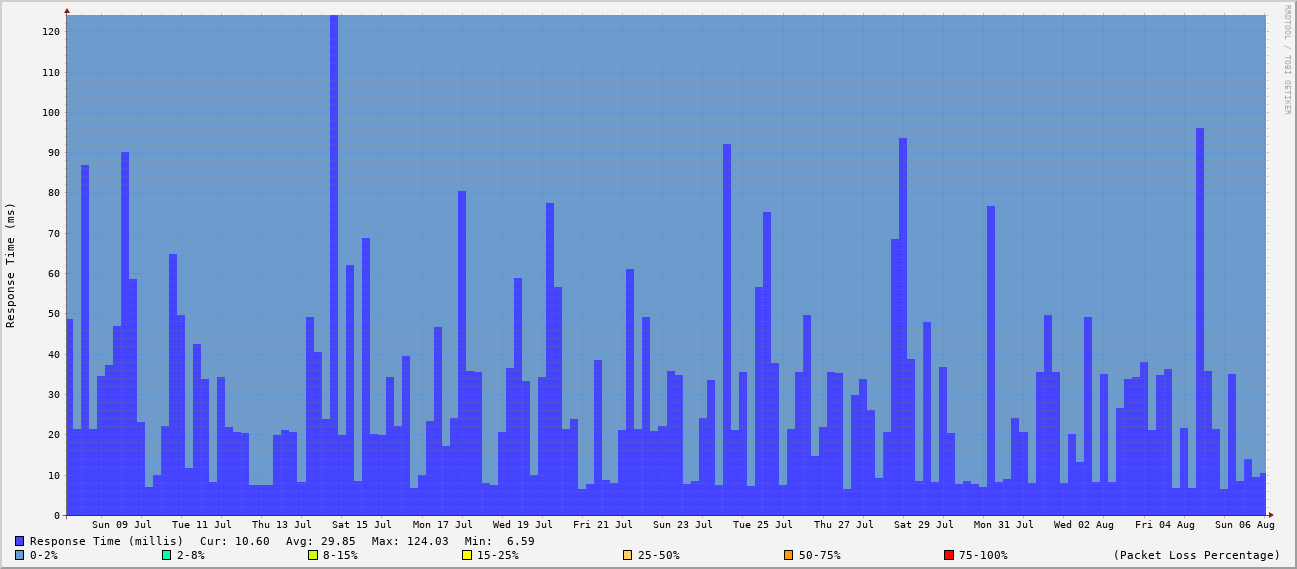 RRDTOOL / TOBI OETIKER
Response Time (ms)
120
110
100
90
80
70
60
50
40
30
20
10
0
Sun 09 Jul Tue 11 Jul Thu 13 Jul Sat 15 Jul Mon 17 Jul Wed 19 Jul Fri 21 Jul Sun 23 Jul Tue 25 Jul Thu 27 Jul Sat 29 Jul Mon 31 Jul Wed 02 Aug Fri 04 Aug Sun 06 Aug
Response Time (millis) Cur: 10.60 Avg: 29.85 Max: 124.03 Min: 6.59
0-2% 2-8% 8-15% 15-25% 25-50% 50-75% 75-100% (Packet Loss Percentage)